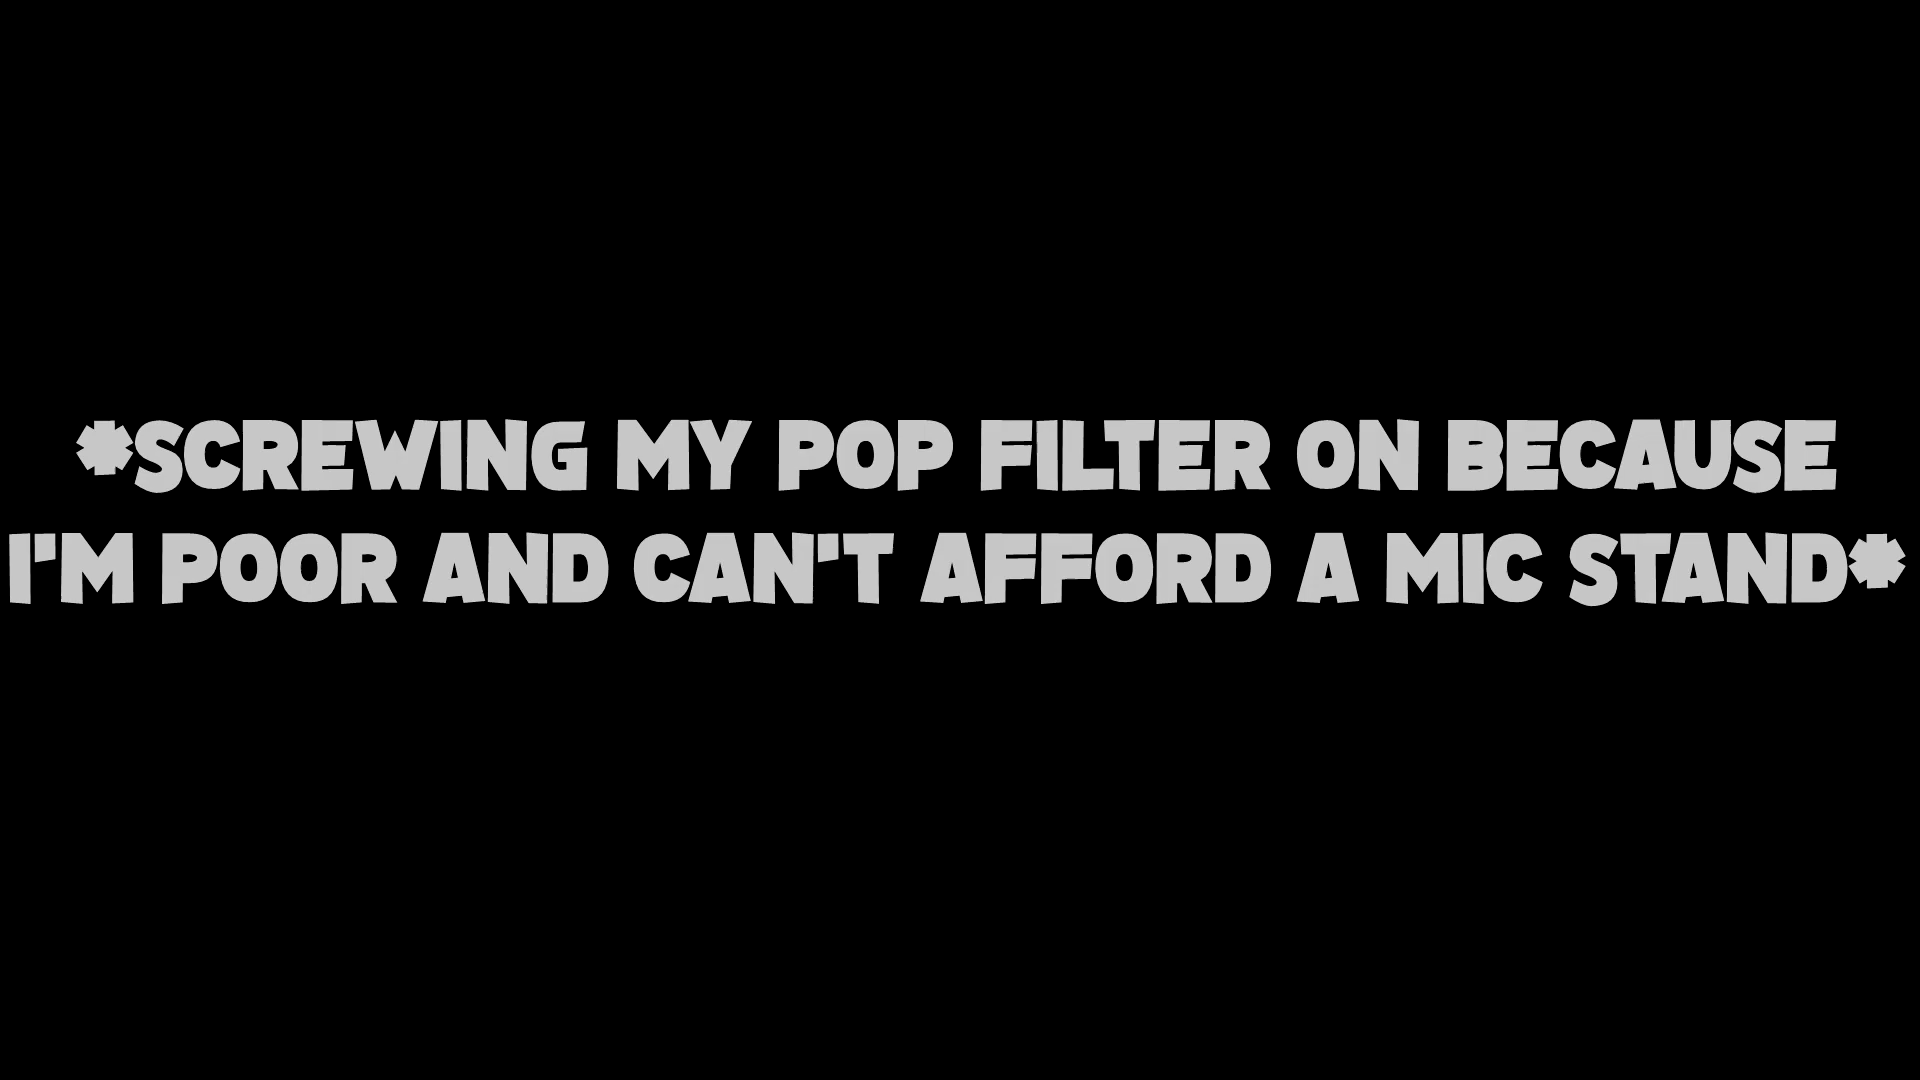 *SCREWING MY POP FILTER ON BECAUSE
I'M POOR AND CAN'T AFFORD A MIC STAND*